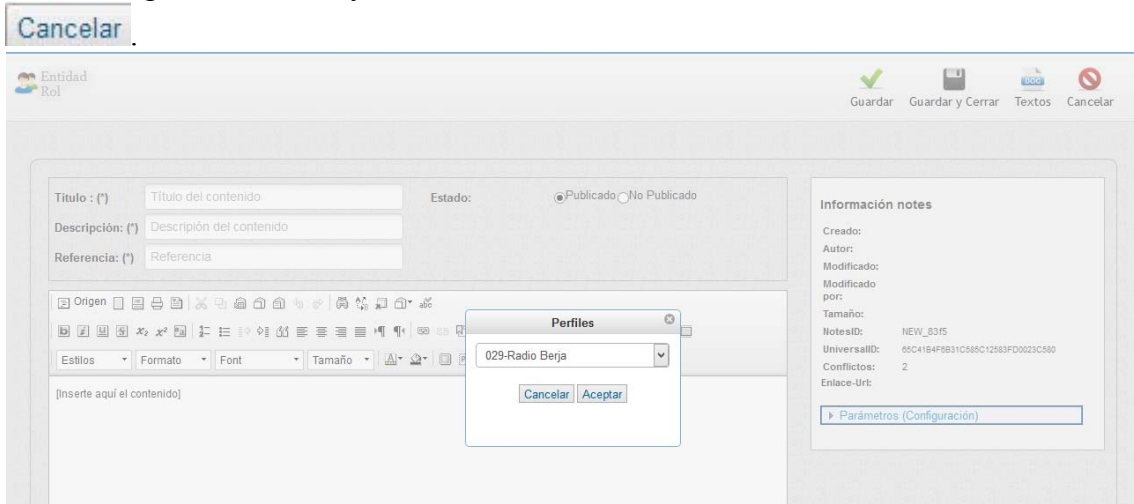 Cancelar.
Entidad
Rol
Guardar Guardar y Cerrar Textos Cancelar
Título : (*) Título del contenido Estado: Publicado No Publicado
Descripción: (*) Descripión del contenido
Referencia: (*) Referencia
Origen
Estilos Formato Font Tamaño
[Inserte aquí el contenido]
Perfiles
029-Radio Berja
Cancelar Aceptar
Información notes
Creado:
Autor:
Modificado:
Modificado
por:
Tamaño:
NotesID: NEW_83f5
UniversalID: 65C41B4F6B31C585C12583FD0023C580
Conflictos: 2
Enlace-Url:
Parámetros (Configuración)